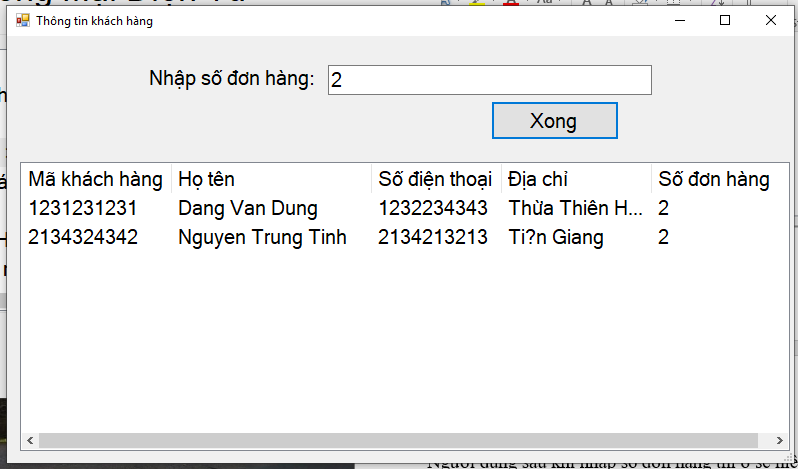 Thông tin khách hàng
Nhập số đơn hàng: 2
Xong
Mã khách hàng Họ tên Số điện thoại Địa chỉ Số đơn hàng
1231231231 Dang Van Dung 1232234343 Thừa Thiên H... 2
2134324342 Nguyen Trung Tinh 2134213213 Ti?n Giang 2